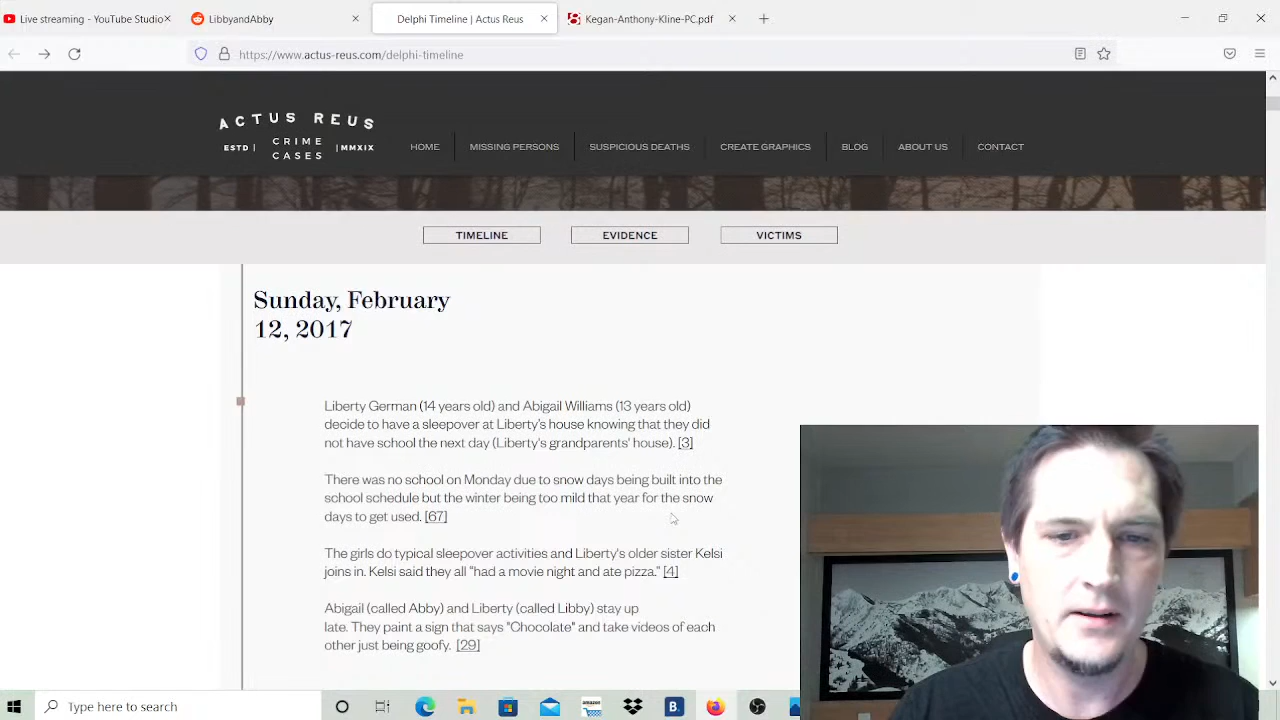 Live streaming - YouTube Studio
LibbyandAbby
Delphi Timeline | Actus Reus
Kegan-Anthony-Kline-PC.pdf
https://www.actus-reus.com/delphi-timeline
ACTUS REUS
ESTD | CRIME CASES | MMXIX
HOME
MISSING PERSONS
SUSPICIOUS DEATHS
CREATE GRAPHICS
BLOG
ABOUT US
CONTACT
TIMELINE
EVIDENCE
VICTIMS
Sunday, February
12, 2017
Liberty German (14 years old) and Abigail Williams (13 years old)
decide to have a sleepover at Liberty's house knowing that they did
not have school the next day (Liberty's grandparents' house). [3]
There was no school on Monday due to snow days being built into the
school schedule but the winter being too mild that year for the snow
days to get used. [67]
The girls do typical sleepover activities and Liberty's older sister Kelsi
joins in. Kelsi said they all "had a movie night and ate pizza." [4]
Abigail (called Abby) and Liberty (called Libby) stay up
late. They paint a sign that says "Chocolate" and take videos of each
other just being goofy. [29]
Type here to search
amazon
B.